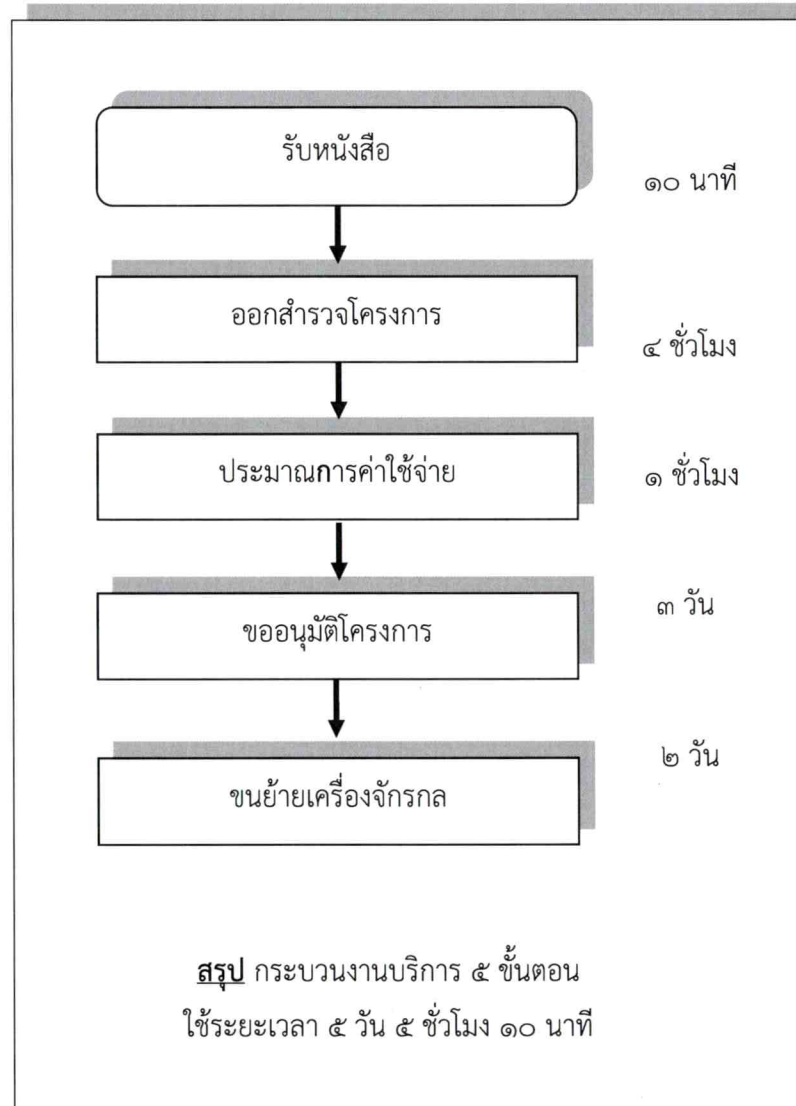 รับหนังสือ
๑๐ นาที
ออกสำรวจโครงการ
๔ ชั่วโมง
ประมาณการค่าใช้จ่าย
๑ ชั่วโมง
ขออนุมัติโครงการ
๓ วัน
ขนย้ายเครื่องจักรกล
๒ วัน
สรุป กระบวนงานบริการ ๕ ขั้นตอน
ใช้ระยะเวลา ๕ วัน ๕ ชั่วโมง ๑๐ นาที